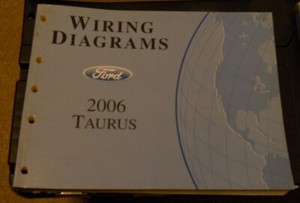 WIRING
DIAGRAMS
Ford
2006
TAURUS